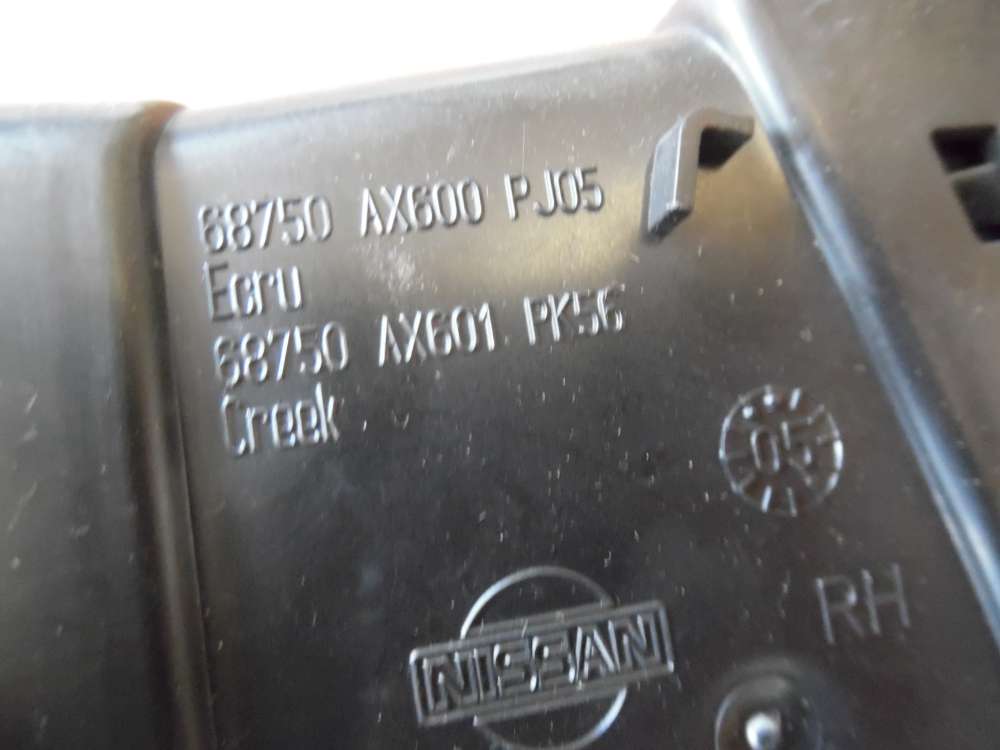 68750 AX600 PJ05
Ecru
68750 AX601 PK56
Creek
05
RH
NISSAN